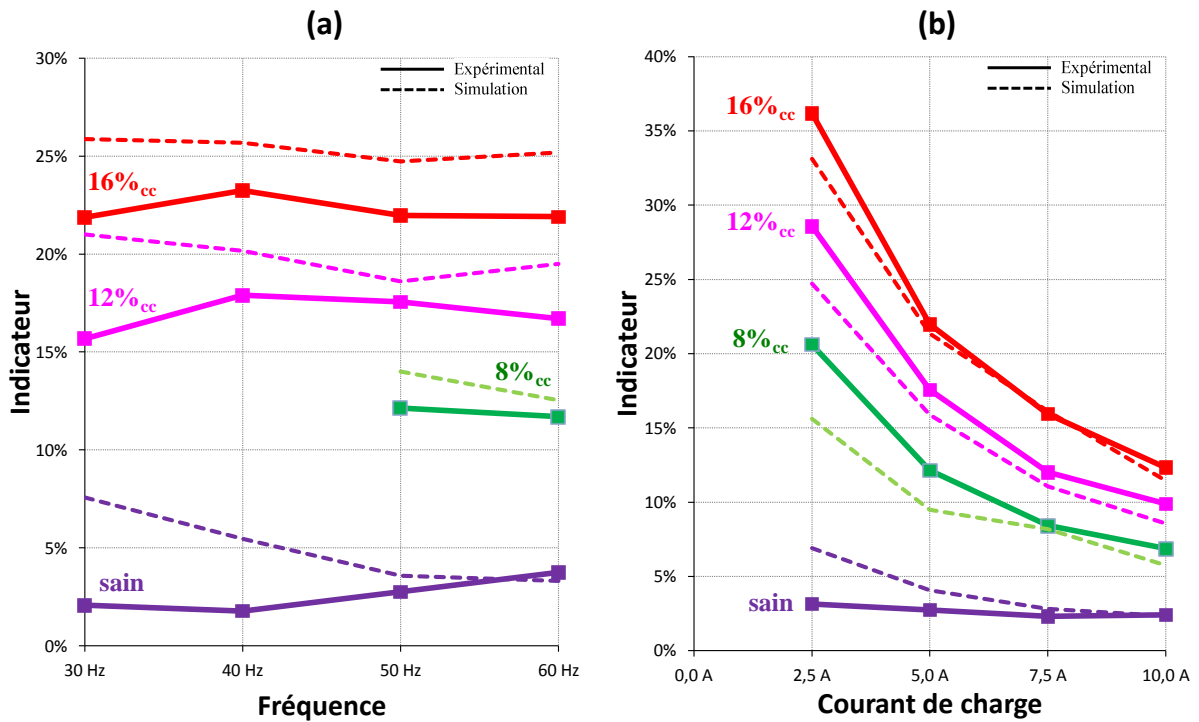 (a)
30%
25%
20%
15%
10%
5%
0%
Indicateur
Expérimental
Simulation
16%cc
12%cc
8%cc
sain
30 Hz
40 Hz
50 Hz
60 Hz
Fréquence
(b)
40%
35%
30%
25%
20%
15%
10%
5%
0%
Indicateur
Expérimental
Simulation
16%cc
12%cc
8%cc
sain
0,0 A
2,5 A
5,0 A
7,5 A
10,0 A
Courant de charge